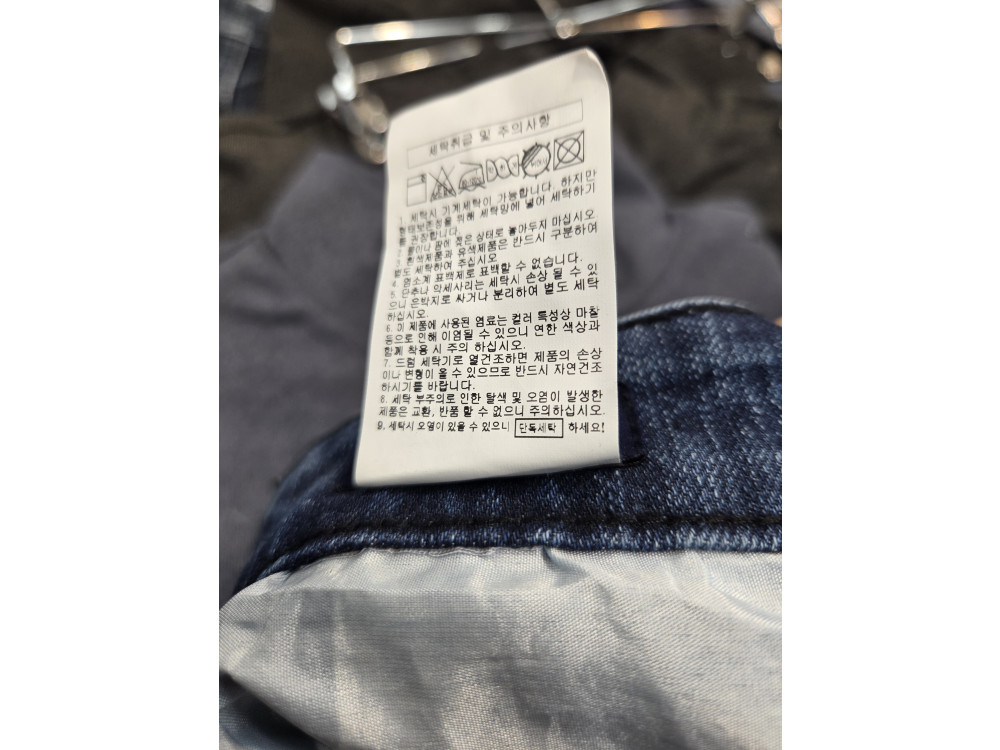 세탁취급 및 주의사항
1. 세탁시 기계세탁이 가능합니다. 하지만
형태보존성을 위해 세탁망에 넣어 세탁하기
를 권장합니다.
2. 물이나 땀에 젖은 상태로 놓아두지 마십시오
3. 흰색제품과 유색제품은 반드시 구분하여
별도 세탁하여 주십시오
4. 염소계 표백제로 표백할 수 없습니다.
5. 단추나 악세사리는 세탁시 손상 될 수 있
으니 은박지로 싸거나 분리하여 별도 세탁
하십시오.
6. 이 제품에 사용된 염료는 컬러 특성상 마찰
등으로 인해 이염될 수 있으니 연한 색상과
함께 착용 시 주의 하십시오.
7. 드럼 세탁기로 열건조하면 제품의 손상
이나 변형이 올 수 있으므로 반드시 자연건조
하시기를 바랍니다.
8. 세탁 부주의로 인한 탈색 및 오염이 발생한
제품은 교환, 반품 할 수 없으니 주의하십시오.
9. 세탁시 오염이 있을 수 있으니 단독세탁 하세요!